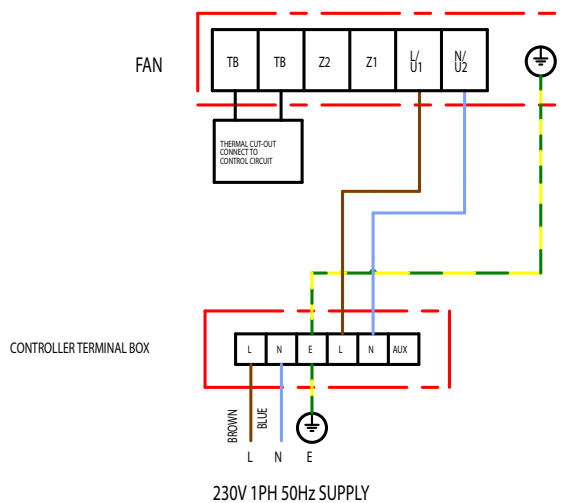 FAN
TB TB Z2 Z1 L/ N/
U1 U2
THERMAL CUT-OUT
CONNECT TO
CONTROL CIRCUIT
CONTROLLER TERMINAL BOX
L N E L N AUX
BROWN
BLUE
L N E
230V 1PH 50Hz SUPPLY